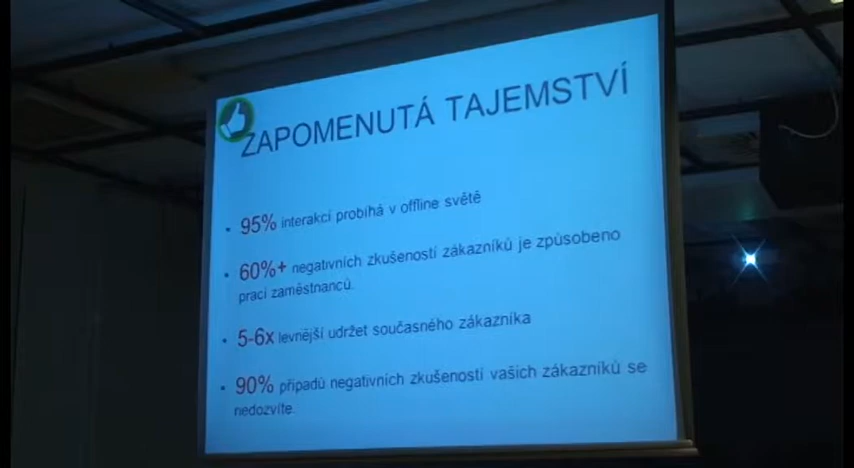 ZAPOMENUTÁ TAJEMSTVÍ
• 95% interakcí probíhá v offline světě
• 60%+ negativních zkušeností zákazníků je způsobeno
prací zaměstnanců.
• 5-6x levnější udržet současného zákazníka
• 90% případů negativních zkušeností vašich zákazníků se
nedozvíte.